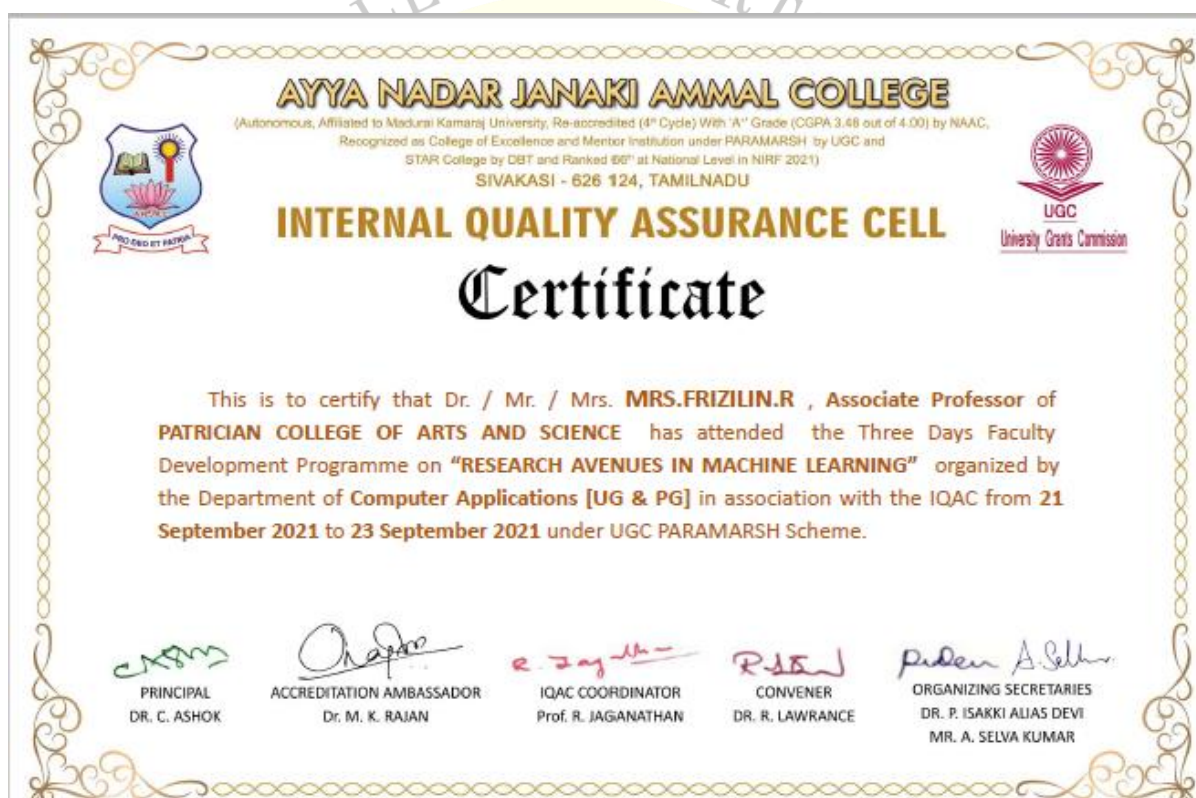 AYYA NADAR JANAKI AMMAL COLLEGE
(Autonomous, Affiliated to Madurai Kamaraj University, Re-accredited (4th Cycle) With 'A+' Grade (CGPA 3.48 out of 4.00) by NAAC,
Recognized as College of Excellence and Mentor Institution under PARAMARSH by UGC and
STAR College by DBT and Ranked 66th at National Level in NIRF 2021)
SIVAKASI - 626 124, TAMILNADU
INTERNAL QUALITY ASSURANCE CELL
PRO DEO ET PATRIA
UGC
University Grants Commission
Certificate
This is to certify that Dr. / Mr. / Mrs. MRS.FRIZILIN.R , Associate Professor of
PATRICIAN COLLEGE OF ARTS AND SCIENCE has attended the Three Days Faculty
Development Programme on “RESEARCH AVENUES IN MACHINE LEARNING” organized by
the Department of Computer Applications [UG & PG] in association with the IQAC from 21
September 2021 to 23 September 2021 under UGC PARAMARSH Scheme.
PRINCIPAL
DR. C. ASHOK
ACCREDITATION AMBASSADOR
Dr. M. K. RAJAN
IQAC COORDINATOR
Prof. R. JAGANATHAN
CONVENER
DR. R. LAWRANCE
ORGANIZING SECRETARIES
DR. P. ISAKKI ALIAS DEVI
MR. A. SELVA KUMAR